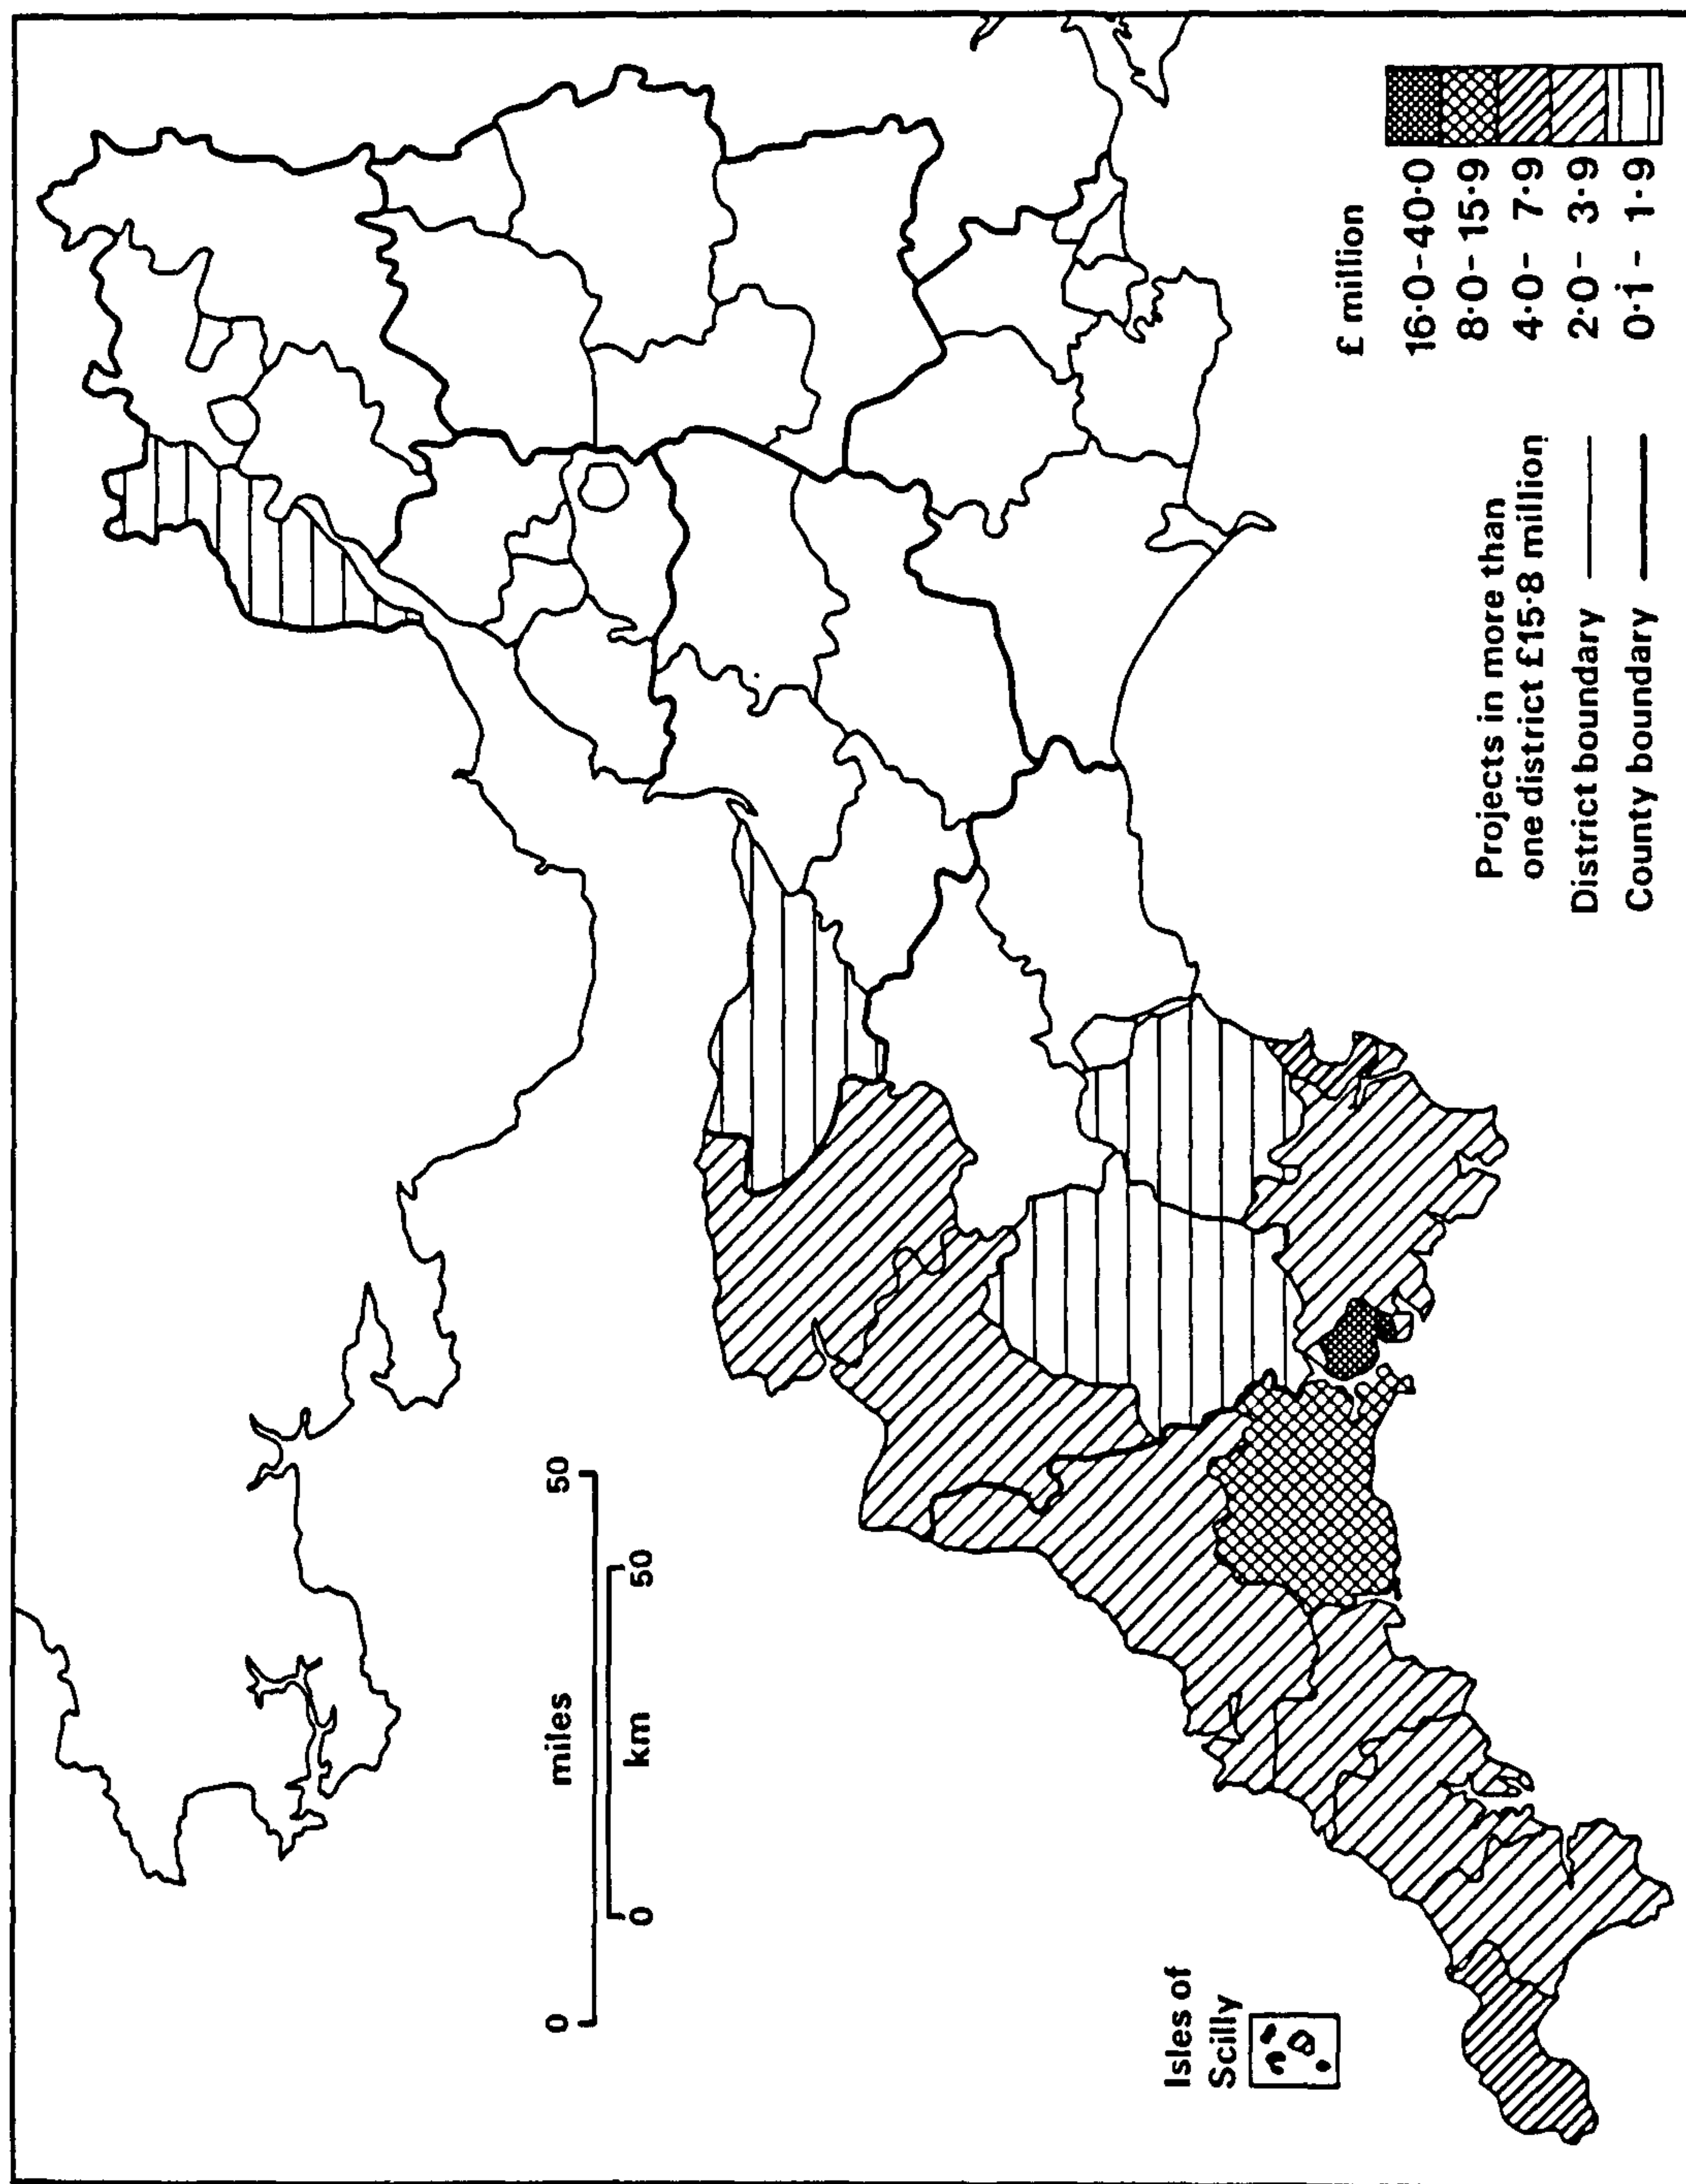 0 miles 50
0 km 50
Isles of
Scilly
Projects in more than
one district £15·8 million
District boundary
County boundary
£ million
16·0-40·0
8·0-15·9
4·0- 7·9
2·0- 3·9
0·1- 1·9